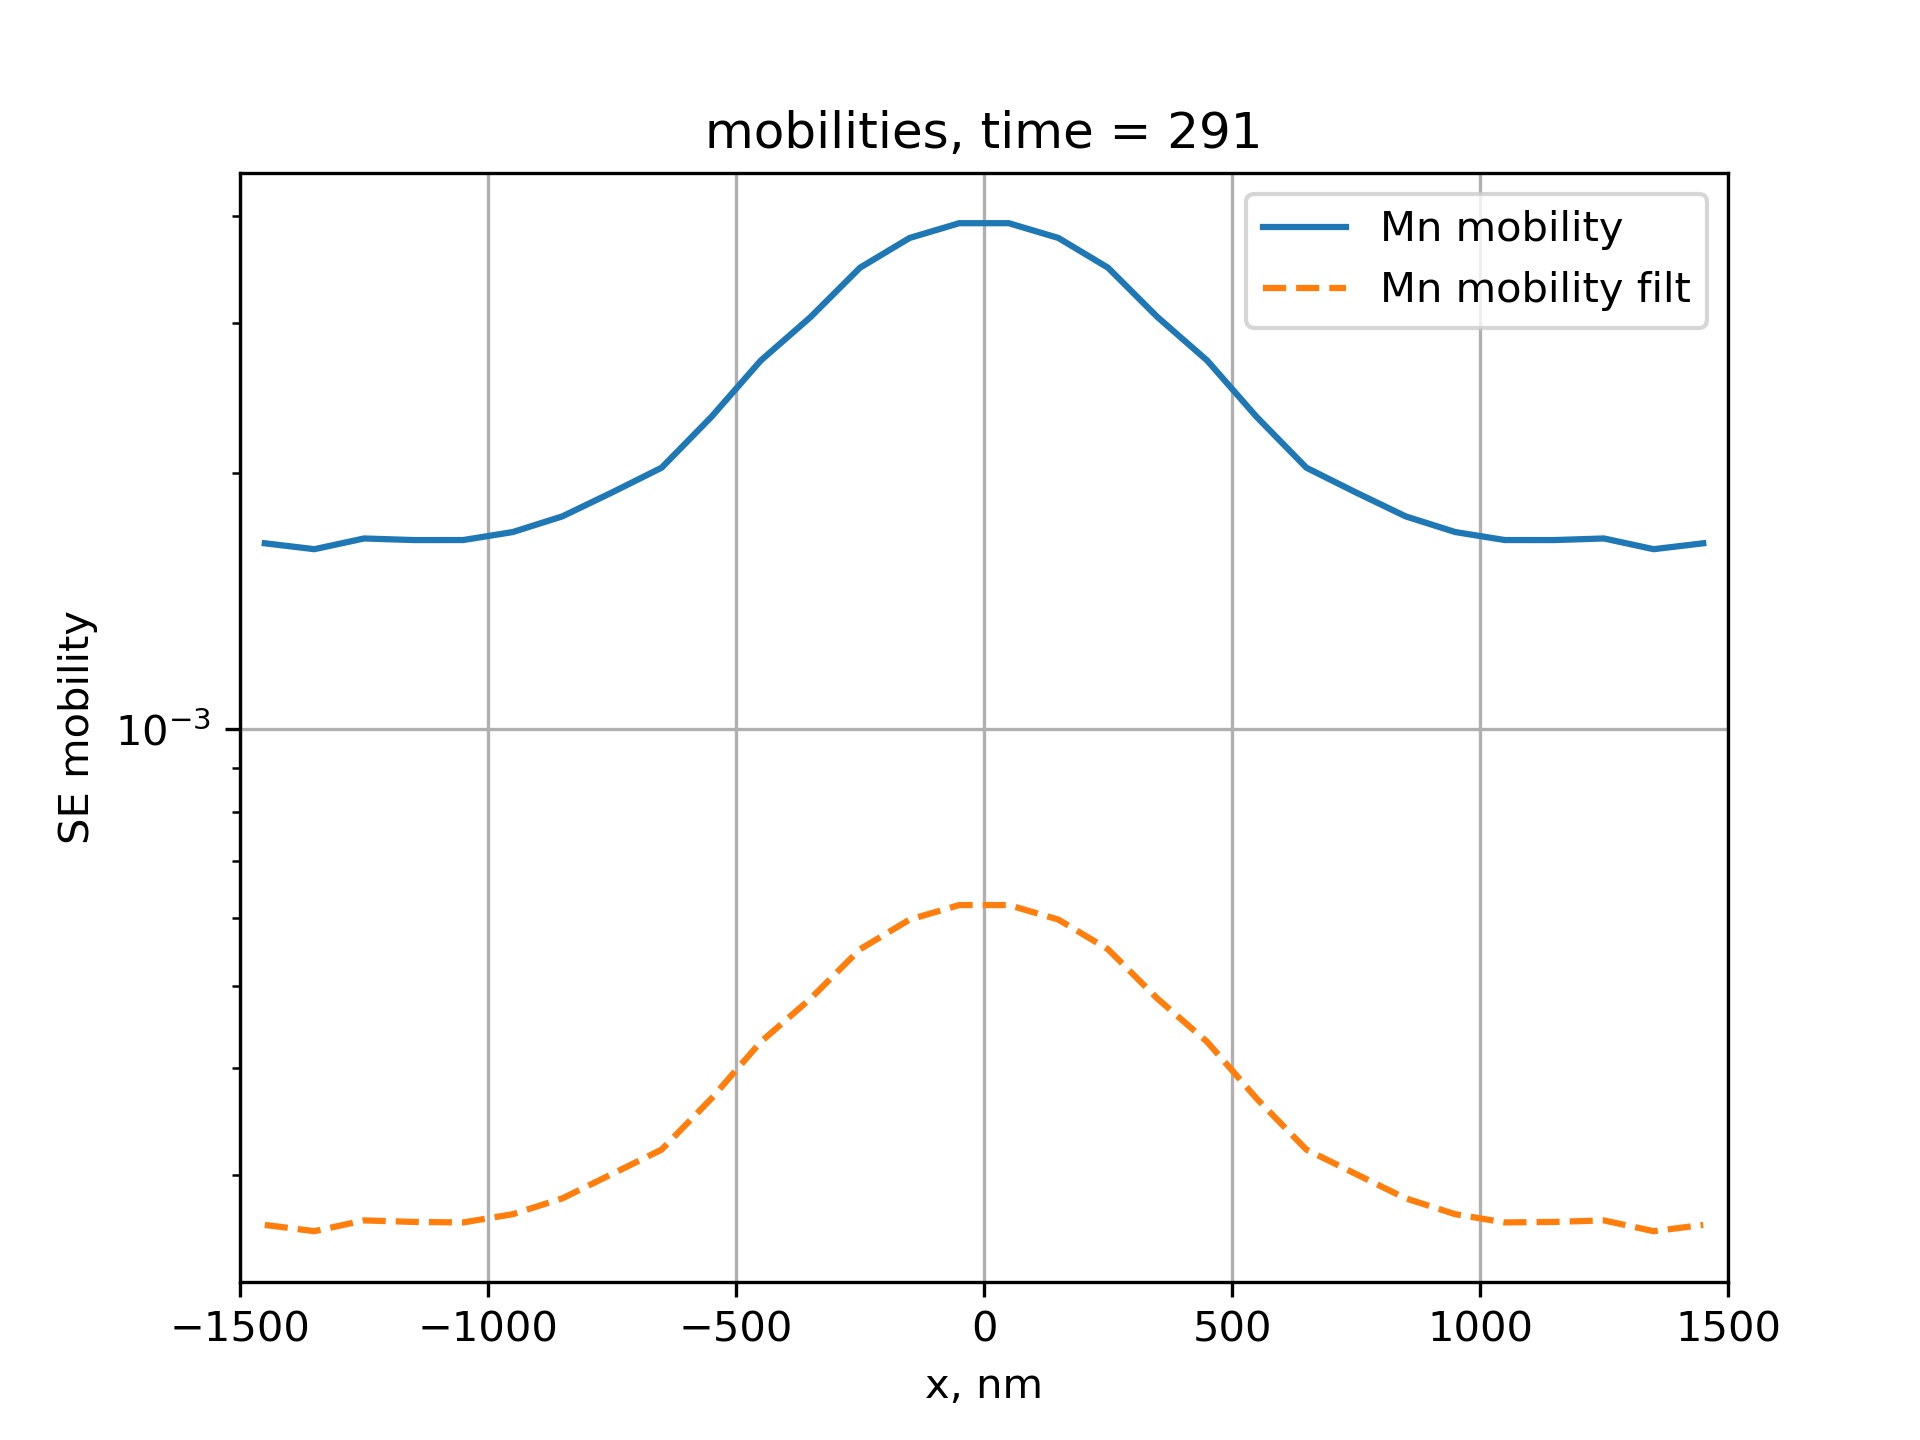 mobilities, time = 291
Mn mobility
Mn mobility filt
SE mobility
10⁻³
−1500 −1000 −500 0 500 1000 1500
x, nm